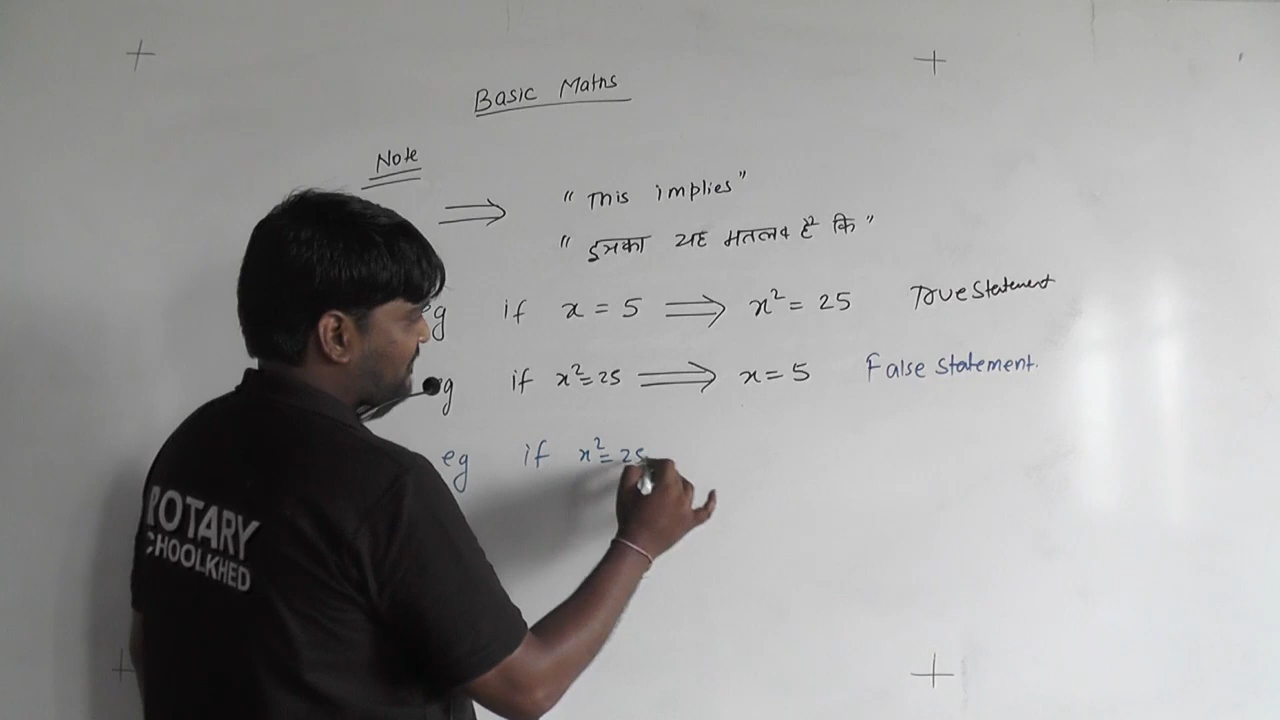 Basic Maths
Note
⟹ " This implies "
" इसका यह मतलब है कि "
eg if x = 5 ⟹ x² = 25 True Statement
eg if x² = 25 ⟹ x = 5 False Statement.
eg if x² = 25
ROTARY
CHOOLKHED